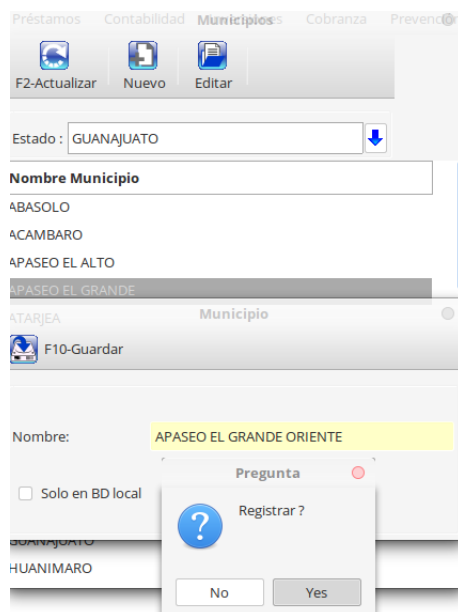 Préstamos Contabilidad Municipios Cobranza Prevención
F2-Actualizar Nuevo Editar
Estado : GUANAJUATO
Nombre Municipio
ABASOLO
ACAMBARO
APASEO EL ALTO
APASEO EL GRANDE
ATARJEA
Municipio
F10-Guardar
Nombre: APASEO EL GRANDE ORIENTE
Solo en BD local
Pregunta
Registrar ?
No Yes
GUANAJUATO
HUANIMARO